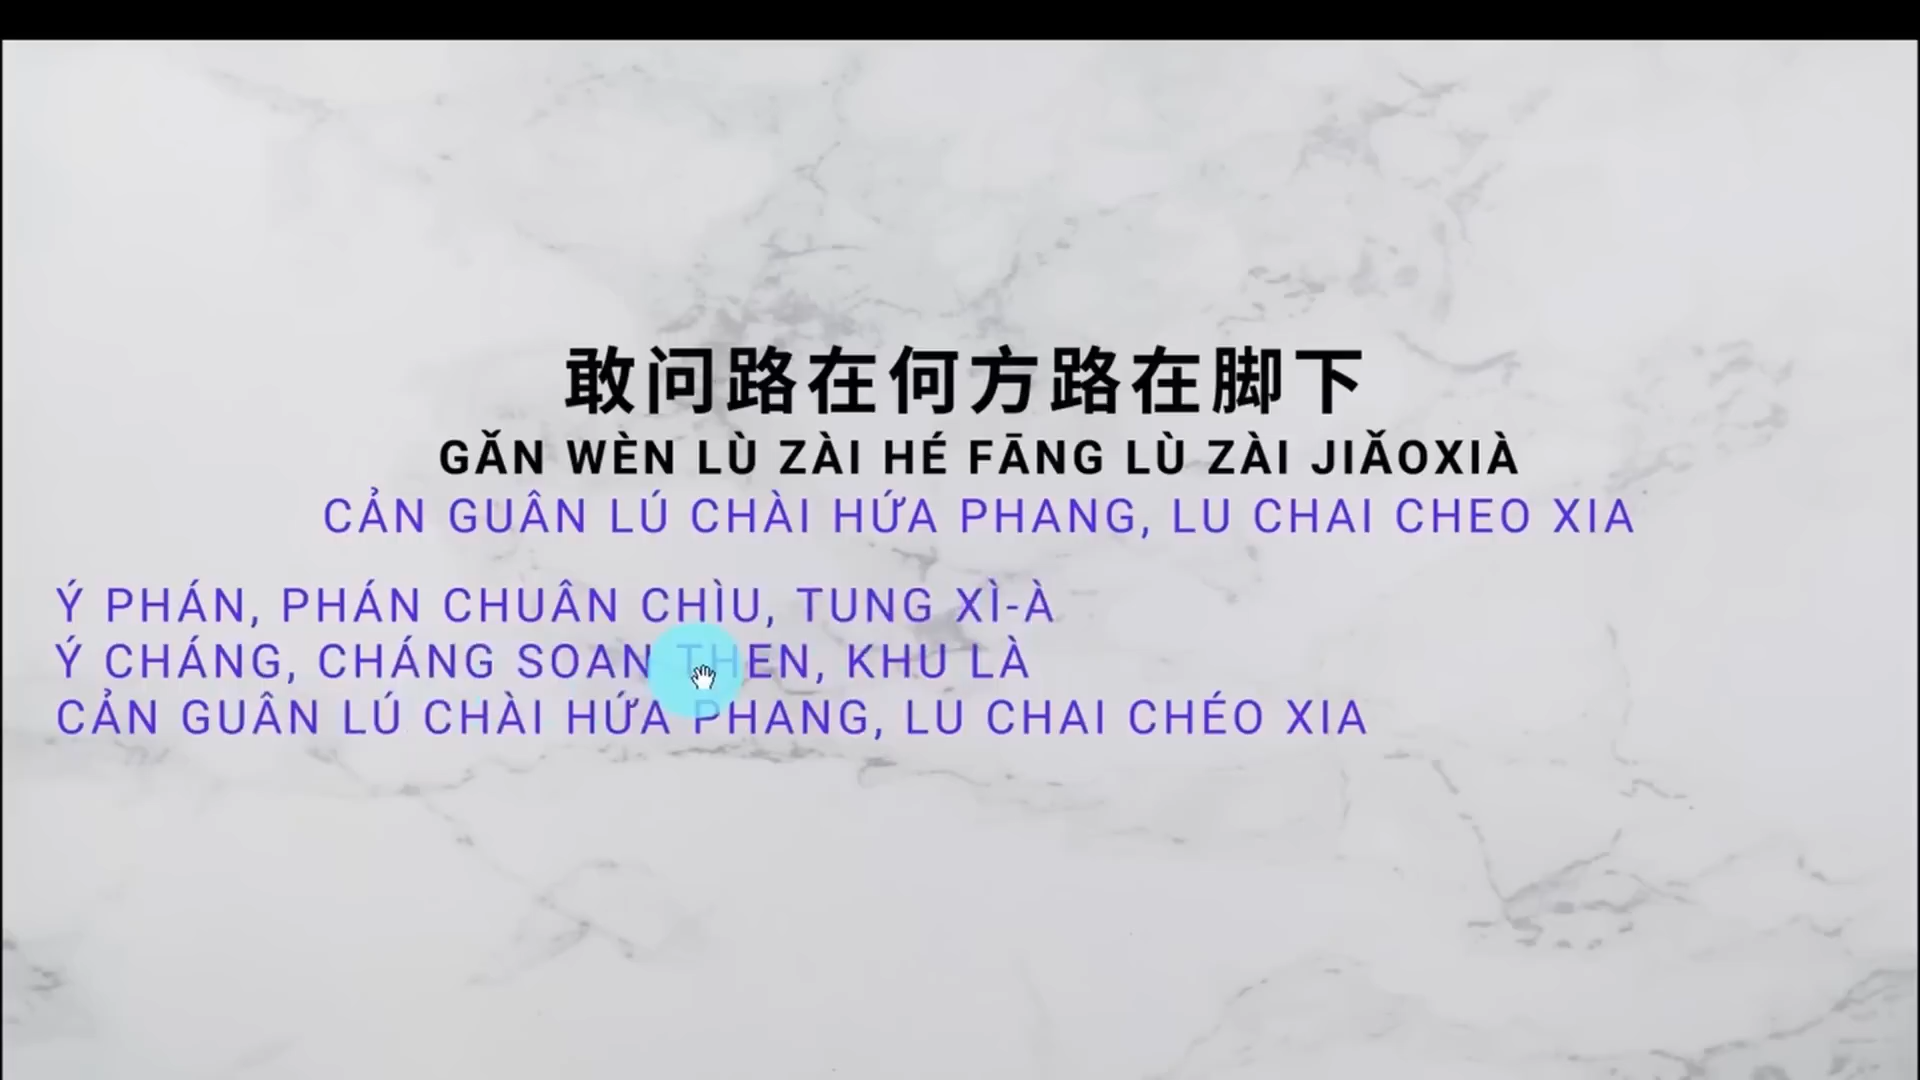 敢问路在何方路在脚下
GǍN WÈN LÙ ZÀI HÉ FĀNG LÙ ZÀI JIǍOXIÀ
CẢN GUÂN LÚ CHÀI HỨA PHANG, LU CHAI CHEO XIA
Ý PHÁN, PHÁN CHUÂN CHÌU, TUNG XÌ-À
Ý CHÁNG, CHÁNG SOAN THEN, KHU LÀ
CẢN GUÂN LÚ CHÀI HỨA PHANG, LU CHAI CHÉO XIA